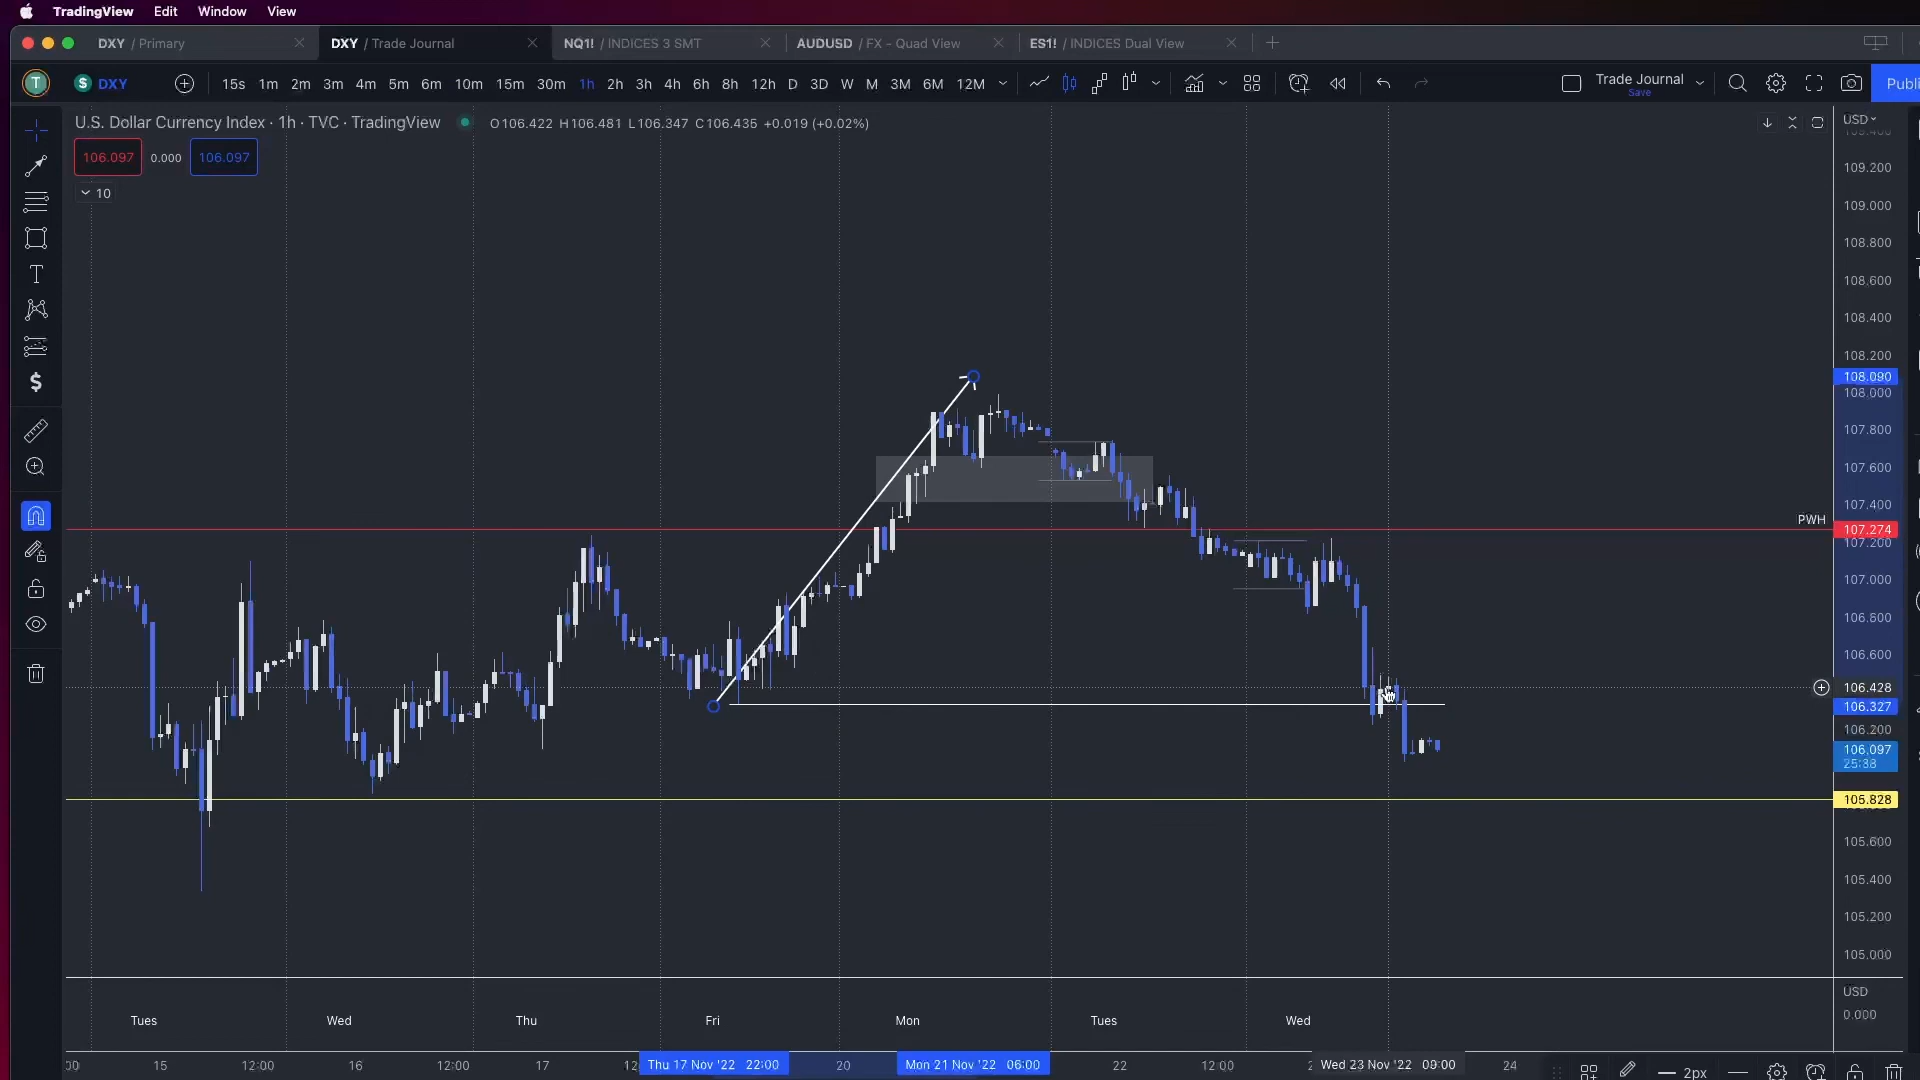 TradingView Edit Window View
DXY / Primary
DXY / Trade Journal
NQ1! / INDICES 3 SMT
AUDUSD / FX - Quad View
ES1! / INDICES Dual View
T
$ DXY
15s 1m 2m 3m 4m 5m 6m 10m 15m 30m 1h 2h 3h 4h 6h 8h 12h D 3D W M 3M 6M 12M
Trade Journal
Save
Publi
U.S. Dollar Currency Index · 1h · TVC · TradingView
O106.422 H106.481 L106.347 C106.435 +0.019 (+0.02%)
USD
106.097 0.000 106.097
10
109.400
109.200
109.000
108.800
108.600
108.400
108.200
108.090
108.000
107.800
107.600
107.400
PWH
107.274
107.200
107.000
106.800
106.600
106.428
106.327
106.200
106.097
25:38
105.828
105.600
105.400
105.200
105.000
USD
0.000
Tues Wed Thu Fri Mon Tues Wed
15 12:00 16 12:00 17 Thu 17 Nov '22 22:00 20 Mon 21 Nov '22 06:00 22 12:00 Wed 23 Nov '22 09:00 24
2px